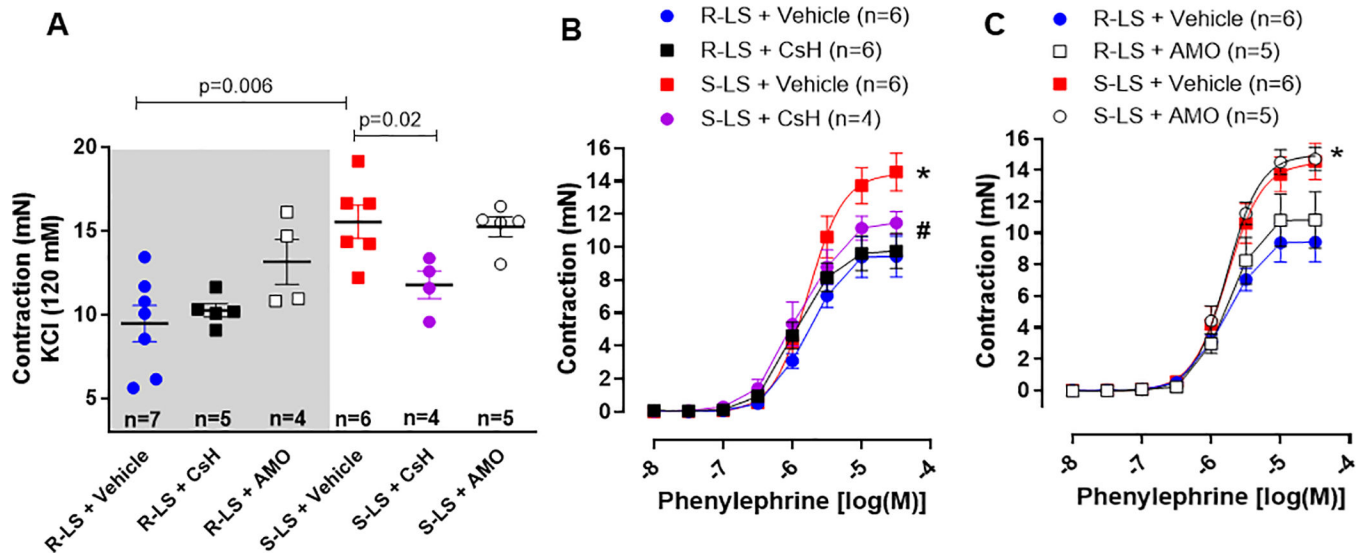 A
p=0.006
p=0.02
Contraction (mN)
KCl (120 mM)
20
15
10
5
n=7
n=5
n=4
n=6
n=4
n=5
R-LS + Vehicle
R-LS + CsH
R-LS + AMO
S-LS + Vehicle
S-LS + CsH
S-LS + AMO
B
R-LS + Vehicle (n=6)
R-LS + CsH (n=6)
S-LS + Vehicle (n=6)
S-LS + CsH (n=4)
Contraction (mN)
16
14
12
10
8
6
4
2
0
*
#
-8
-7
-6
-5
-4
Phenylephrine [log(M)]
C
R-LS + Vehicle (n=6)
R-LS + AMO (n=5)
S-LS + Vehicle (n=6)
S-LS + AMO (n=5)
Contraction (mN)
16
14
12
10
8
6
4
2
0
*
-8
-7
-6
-5
-4
Phenylephrine [log(M)]